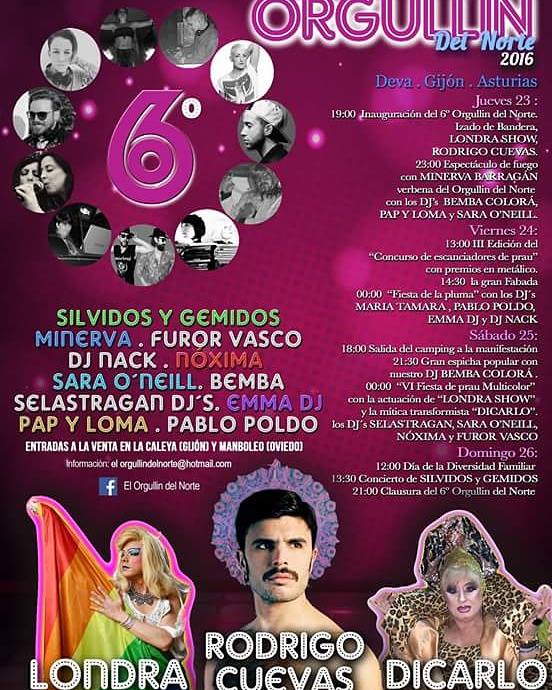 ORGULLÍN
Del Norte
2016
Deva . Gijón . Asturias
Jueves 23 :
19:00 Inauguración del 6º Orgullin del Norte.
Izado de Bandera,
LONDRA SHOW,
RODRIGO CUEVAS.
23:00 Espectáculo de fuego
con MINERVA BARRAGÁN
verbena del Orgullin del Norte
con los DJ's BEMBA COLORÁ,
PAP Y LOMA y SARA O'NEILL.
Viernes 24:
13:00 III Edición del
"Concurso de escanciadores de prau"
con premios en metálico.
14:30 la gran Fabada
00:00 "Fiesta de la pluma" con los DJ´s
MARIA TAMARA , PABLO POLDO,
EMMA DJ y DJ NACK
Sábado 25:
18:00 Salida del camping a la manifestación
21:30 Gran espicha popular con
nuestro DJ BEMBA COLORÁ .
00:00 "VI Fiesta de prau Multicolor"
con la actuación de "LONDRA SHOW"
y la mítica transformista "DICARLO".
los DJ´s SELASTRAGAN, SARA O'NEILL,
NÓXIMA y FUROR VASCO
Domingo 26:
12:00 Día de la Diversidad Familiar
13:30 Concierto de SILVIDOS y GEMIDOS
21:00 Clausura del 6º Orgullin del Norte
6º
SILVIDOS Y GEMIDOS
MINERVA . FUROR VASCO
DJ NACK . NÓXIMA
SARA O´NEILL. BEMBA
SELASTRAGAN DJ´S. EMMA DJ
PAP Y LOMA . PABLO POLDO
ENTRADAS A LA VENTA EN LA CALEYA (GIJÓN) Y MANBOLEO (OVIEDO)
Información: el orgullindelnorte@hotmail.com
f El Orgullin del Norte
LONDRA
RODRIGO
CUEVAS
DICARLO